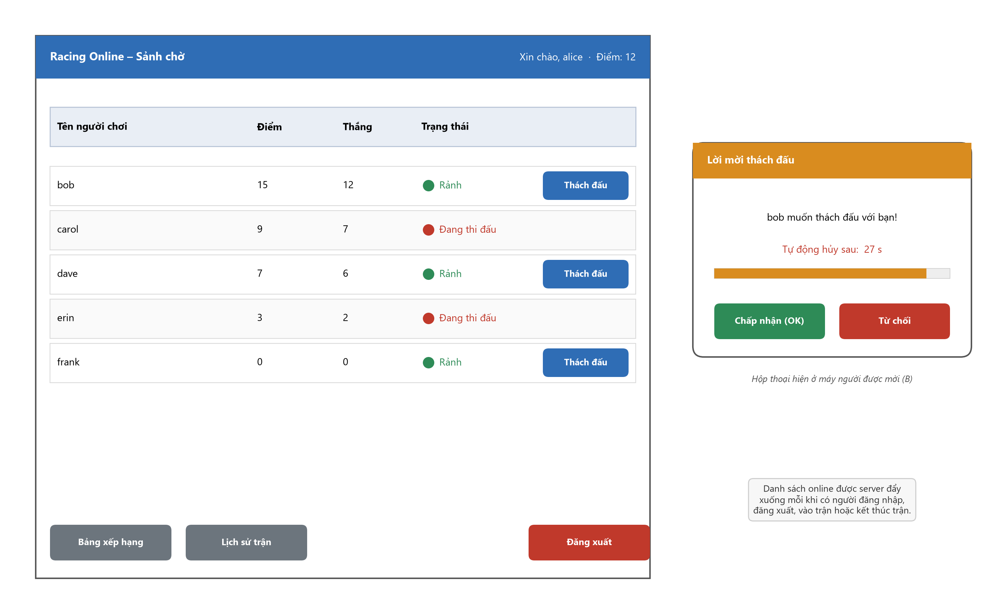 Racing Online – Sảnh chờ
Xin chào, alice · Điểm: 12
Tên người chơi Điểm Thắng Trạng thái
bob 15 12 Rảnh Thách đấu
carol 9 7 Đang thi đấu
dave 7 6 Rảnh Thách đấu
erin 3 2 Đang thi đấu
frank 0 0 Rảnh Thách đấu
Bảng xếp hạng Lịch sử trận Đăng xuất
Lời mời thách đấu
bob muốn thách đấu với bạn!
Tự động hủy sau: 27 s
Chấp nhận (OK) Từ chối
Hộp thoại hiện ở máy người được mời (B)
Danh sách online được server đẩy
xuống mỗi khi có người đăng nhập,
đăng xuất, vào trận hoặc kết thúc trận.